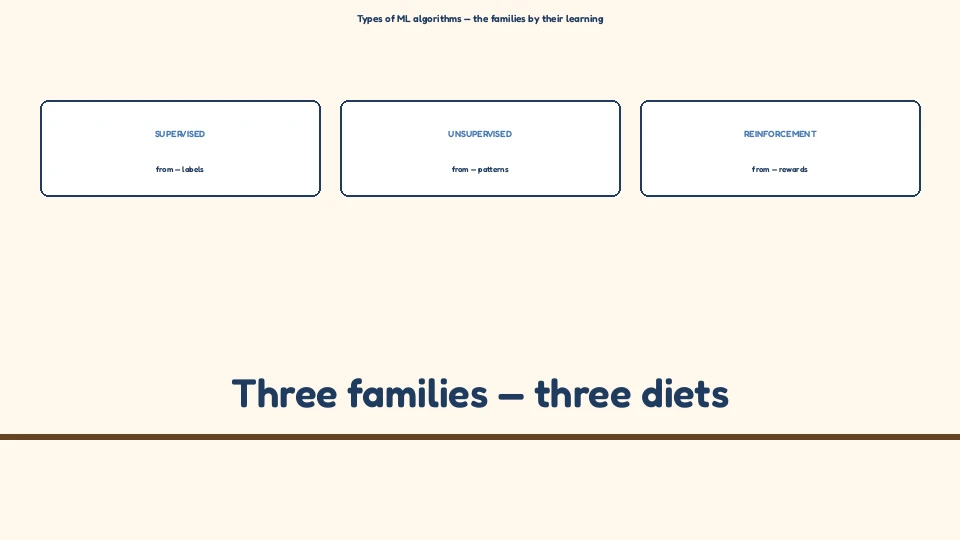 Types of ML algorithms — the families by their learning
SUPERVISED
from — labels
UNSUPERVISED
from — patterns
REINFORCEMENT
from — rewards
Three families — three diets